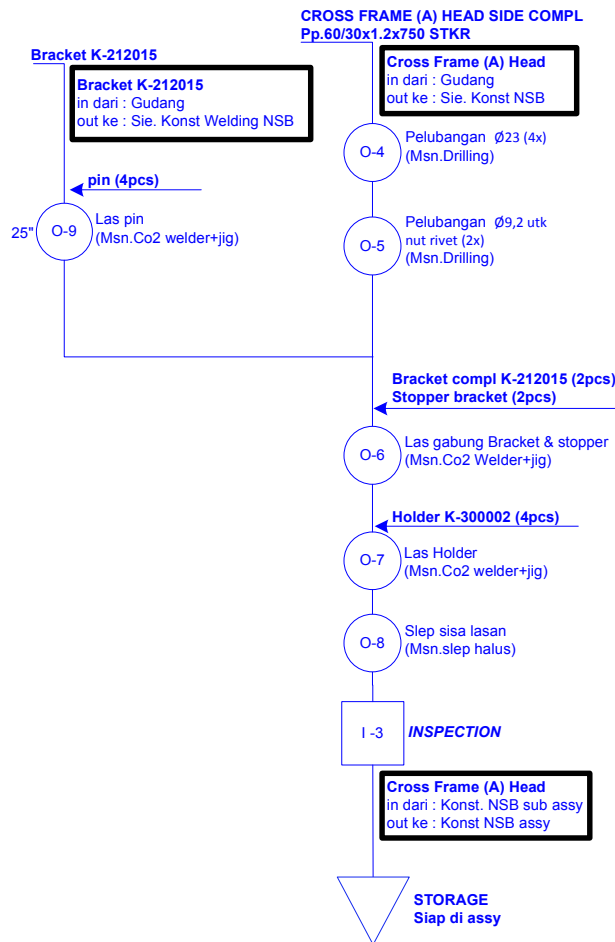 CROSS FRAME (A) HEAD SIDE COMPL
Pp.60/30x1.2x750 STKR
Bracket K-212015
Bracket K-212015
in dari : Gudang
out ke : Sie. Konst Welding NSB
Cross Frame (A) Head
in dari : Gudang
out ke : Sie. Konst NSB
O-4
Pelubangan Ø23 (4x)
(Msn.Drilling)
pin (4pcs)
25"
O-9
Las pin
(Msn.Co2 welder+jig)
O-5
Pelubangan Ø9,2 utk
nut rivet (2x)
(Msn.Drilling)
Bracket compl K-212015 (2pcs)
Stopper bracket (2pcs)
O-6
Las gabung Bracket & stopper
(Msn.Co2 Welder+jig)
Holder K-300002 (4pcs)
O-7
Las Holder
(Msn.Co2 welder+jig)
O-8
Slep sisa lasan
(Msn.slep halus)
I -3
INSPECTION
Cross Frame (A) Head
in dari : Konst. NSB sub assy
out ke : Konst NSB assy
STORAGE
Siap di assy